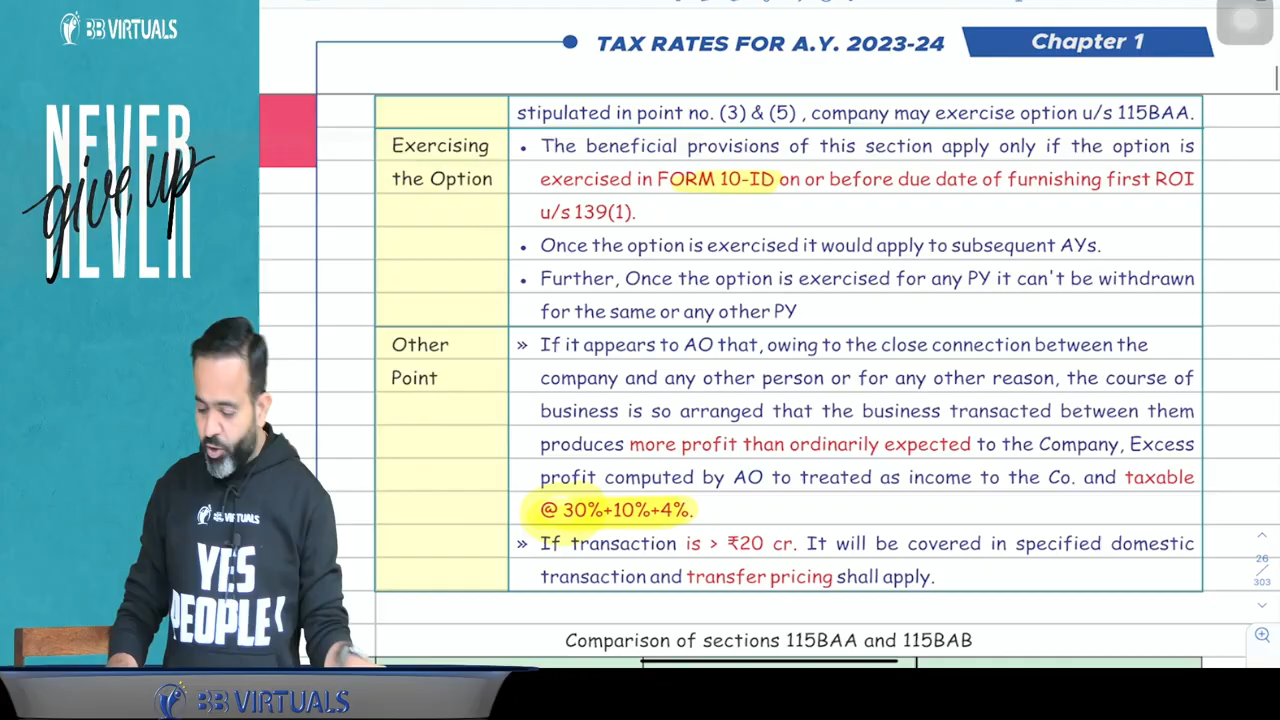 BB VIRTUALS
NEVER
give up
NEVER
TAX RATES FOR A.Y. 2023-24
Chapter 1
stipulated in point no. (3) & (5) , company may exercise option u/s 115BAA.
Exercising the Option
• The beneficial provisions of this section apply only if the option is
exercised in FORM 10-ID on or before due date of furnishing first ROI
u/s 139(1).
• Once the option is exercised it would apply to subsequent AYs.
• Further, Once the option is exercised for any PY it can't be withdrawn
for the same or any other PY
Other Point
» If it appears to AO that, owing to the close connection between the
company and any other person or for any other reason, the course of
business is so arranged that the business transacted between them
produces more profit than ordinarily expected to the Company, Excess
profit computed by AO to treated as income to the Co. and taxable
@ 30%+10%+4%.
» If transaction is > ₹20 cr. It will be covered in specified domestic
transaction and transfer pricing shall apply.
Comparison of sections 115BAA and 115BAB
26
/
303
BB VIRTUALS
YES
PEOPLE!
BB VIRTUALS